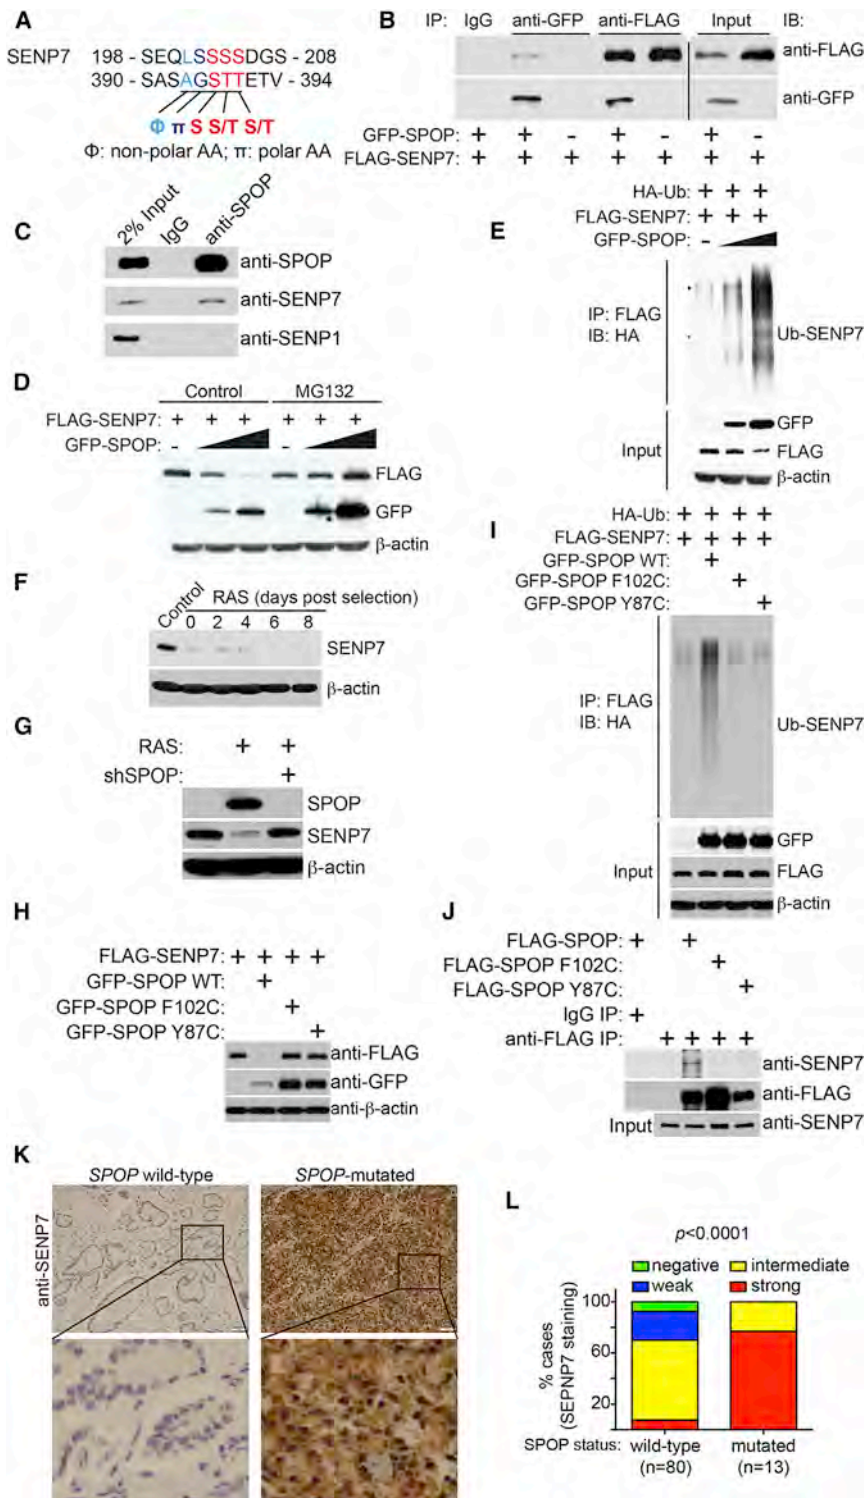 A
SENP7 198 - SEQLSSSSDGS - 208
390 - SASAGSTTETV - 394
Φ π S S/T S/T
Φ: non-polar AA; π: polar AA
B
IP: IgG anti-GFP anti-FLAG Input IB:
anti-FLAG
anti-GFP
GFP-SPOP: + + - + - + -
FLAG-SENP7: + + + + + + +
C
2% Input IgG anti-SPOP
anti-SPOP
anti-SENP7
anti-SENP1
D
Control MG132
FLAG-SENP7: + + + + + +
GFP-SPOP: - -
FLAG
GFP
β-actin
E
HA-Ub: + + +
FLAG-SENP7: + + +
GFP-SPOP: -
IP: FLAG
IB: HA
Ub-SENP7
Input
GFP
FLAG
β-actin
F
Control RAS (days post selection)
0 2 4 6 8
SENP7
β-actin
G
RAS: + +
shSPOP: +
SPOP
SENP7
β-actin
H
FLAG-SENP7: + + + +
GFP-SPOP WT: +
GFP-SPOP F102C: +
GFP-SPOP Y87C: +
anti-FLAG
anti-GFP
anti-β-actin
I
HA-Ub: + + + +
FLAG-SENP7: + + + +
GFP-SPOP WT: +
GFP-SPOP F102C: +
GFP-SPOP Y87C: +
IP: FLAG
IB: HA
Ub-SENP7
Input
GFP
FLAG
β-actin
J
FLAG-SPOP: + +
FLAG-SPOP F102C: +
FLAG-SPOP Y87C: +
IgG IP: +
anti-FLAG IP: + + + +
anti-SENP7
anti-FLAG
Input anti-SENP7
K
SPOP wild-type SPOP-mutated
anti-SENP7
L
p<0.0001
negative intermediate
weak strong
% cases
(SEPNP7 staining)
100
60
20
SPOP status: wild-type mutated
(n=80) (n=13)